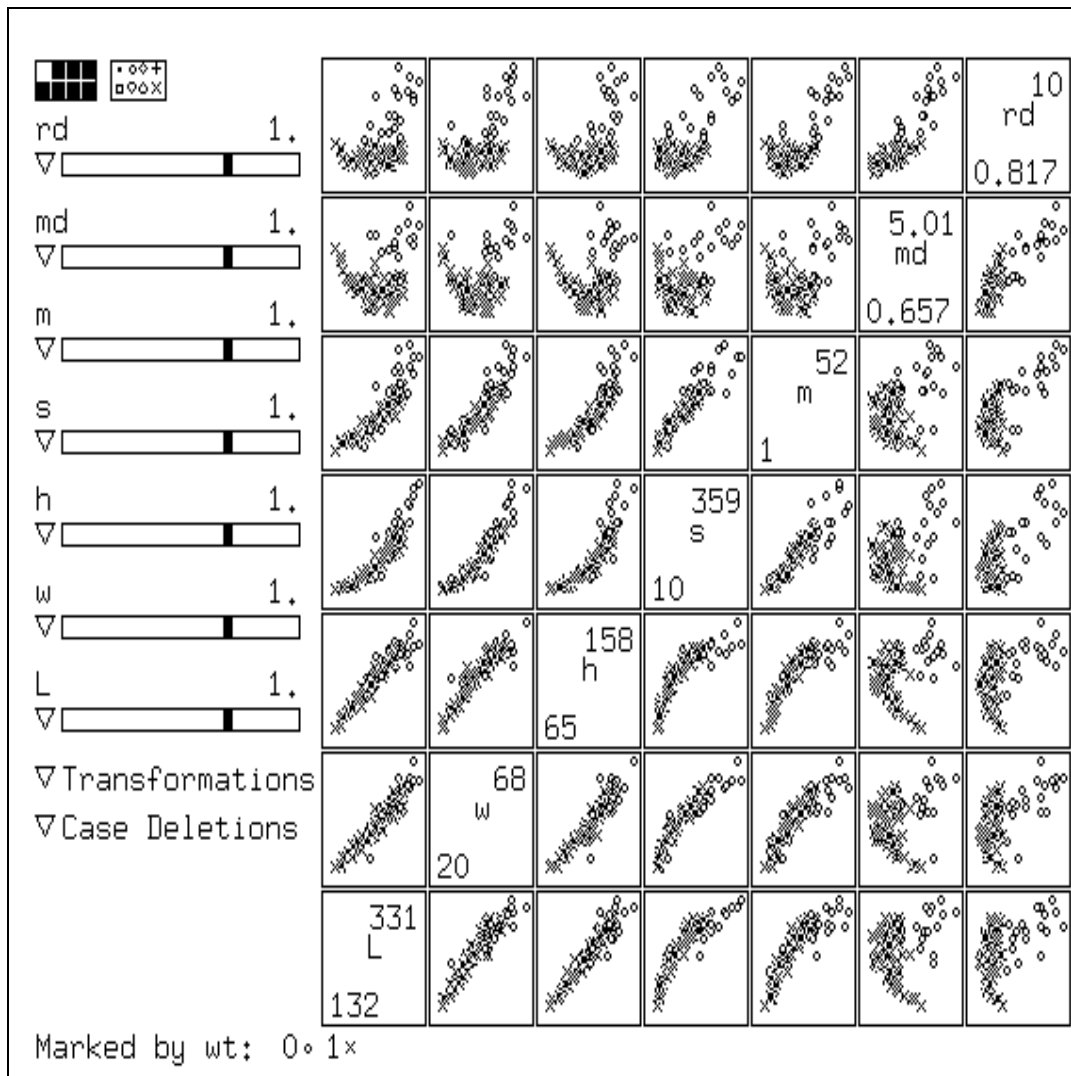 rd 1.
md 1.
m 1.
s 1.
h 1.
w 1.
L 1.
Transformations
Case Deletions
10
rd
0.817
5.01
md
0.657
52
m
1
359
s
10
158
h
65
68
w
20
331
L
132
Marked by wt: 0∘ 1×